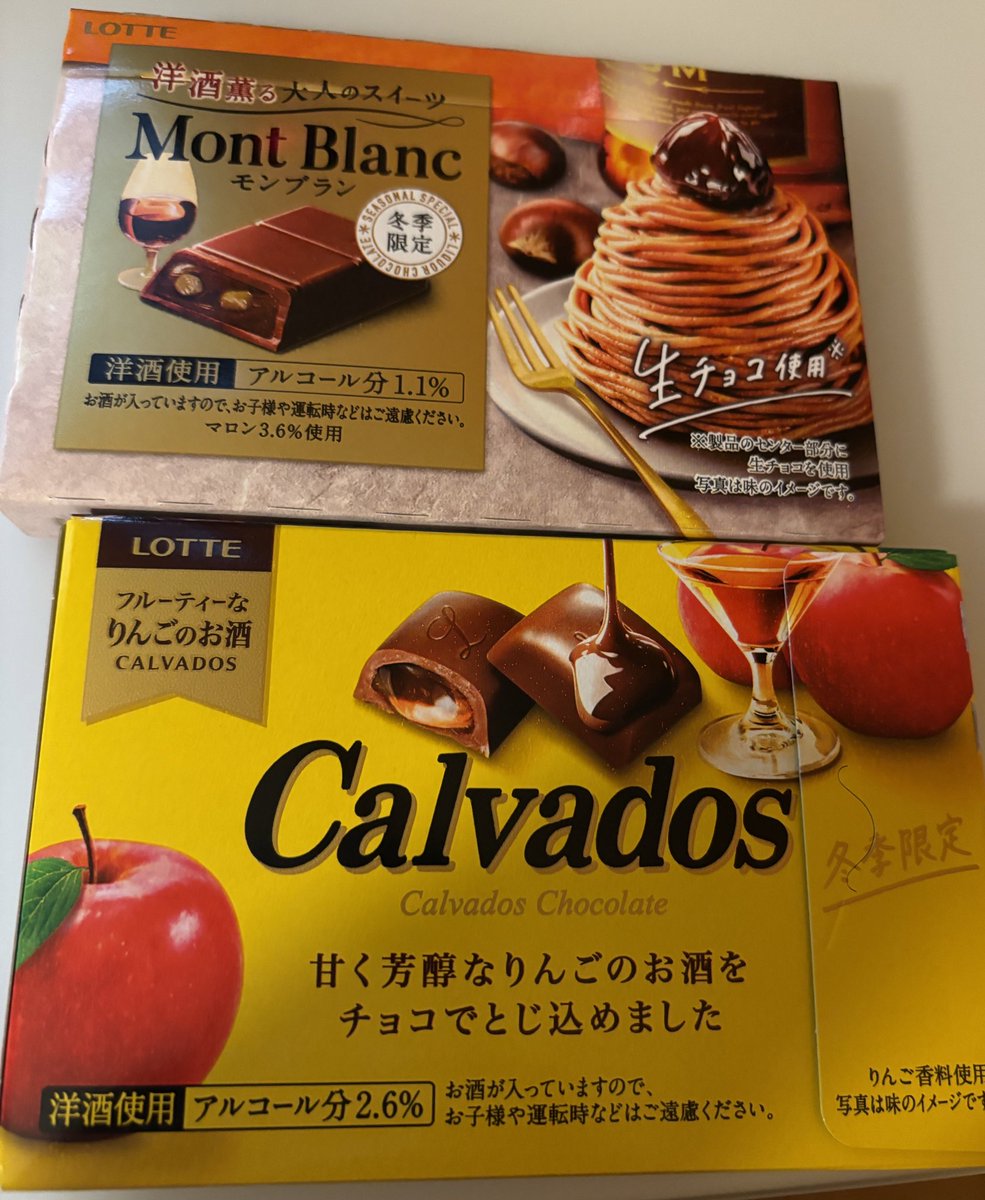 LOTTE
洋酒薫る大人のスイーツ
Mont Blanc
モンブラン
SEASONAL SPECIAL
冬季
限定
LIQUOR CHOCOLATE
洋酒使用 アルコール分1.1%
お酒が入っていますので、お子様や運転時などはご遠慮ください。
マロン3.6%使用
M
生チョコ使用※
※製品のセンター部分に
生チョコを使用
写真は味のイメージです。
LOTTE
フルーティーな
りんごのお酒
CALVADOS
Calvados
Calvados Chocolate
冬季限定
甘く芳醇なりんごのお酒を
チョコでとじ込めました
洋酒使用 アルコール分2.6%
お酒が入っていますので、
お子様や運転時などはご遠慮ください。
りんご香料使用
写真は味のイメージです